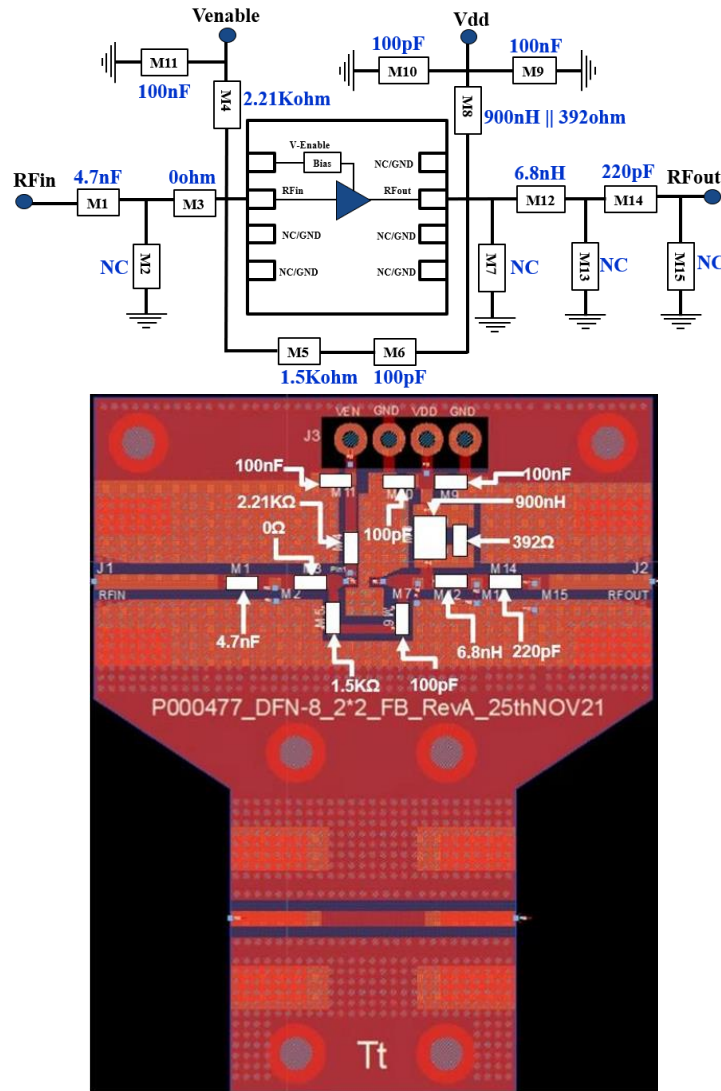 Venable
Vdd
100pF
100nF
M11
M10
M9
100nF
M4
2.21Kohm
M8
900nH || 392ohm
V-Enable
Bias
NC/GND
RFin
4.7nF
0ohm
RFin
RFout
6.8nH
220pF
RFout
M1
M3
M12
M14
NC/GND
NC/GND
M2
NC
M7
NC
M13
NC
M15
NC
NC/GND
NC/GND
M5
M6
1.5Kohm
100pF
VEN
GND
VDD
GND
J3
100nF
100nF
M11
M9
2.21KΩ
900nH
100pF
0Ω
392Ω
J1
M1
M14
J2
RFIN
M2
M7
M15
RFOUT
M5
M6
4.7nF
6.8nH
220pF
1.5KΩ
100pF
P000477_DFN-8_2*2_FB_RevA_25thNOV21
Tt